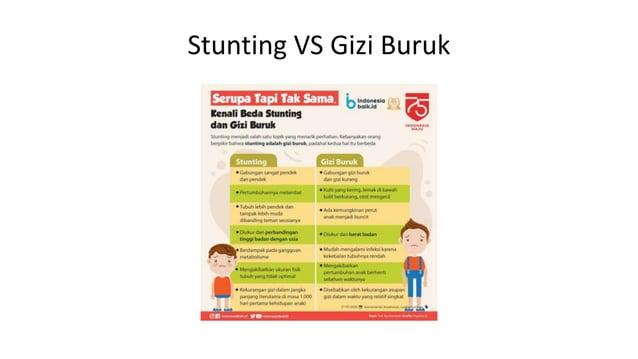 Stunting VS Gizi Buruk
Serupa Tapi Tak Sama,
Indonesia
baik.id
Kenali Beda Stunting
dan Gizi Buruk
INDONESIA
MAJU
Stunting menjadi salah satu topik yang menarik perhatian. Kebanyakan orang
berpikir bahwa stunting adalah gizi buruk, padahal kedua hal itu berbeda
Stunting
Gizi Buruk
Gabungan sangat pendek
dan pendek
Gabungan gizi buruk
dan gizi kurang
Pertumbuhannya melambat
Kulit yang kering, lemak di bawah
kulit berkurang, otot mengecil
Tubuh lebih pendek dan
tampak lebih muda
dibanding teman seusianya
Ada kemungkinan perut
anak menjadi buncit
Diukur dari perbandingan
tinggi badan dengan usia
Diukur dari berat badan
Berdampak pada gangguan
metabolisme
Mudah mengalami infeksi karena
kekebalan tubuhnya rendah
Mengakibatkan ukuran fisik
tubuh yang tidak optimal
Mengakibatkan
pertumbuhan anak berhenti
sebelum waktunya
Kekurangan gizi dalam jangka
panjang (terutama di masa 1.000
hari pertama kehidupan anak)
Disebabkan oleh kekurangan asupan
gizi dalam waktu yang relatif singkat